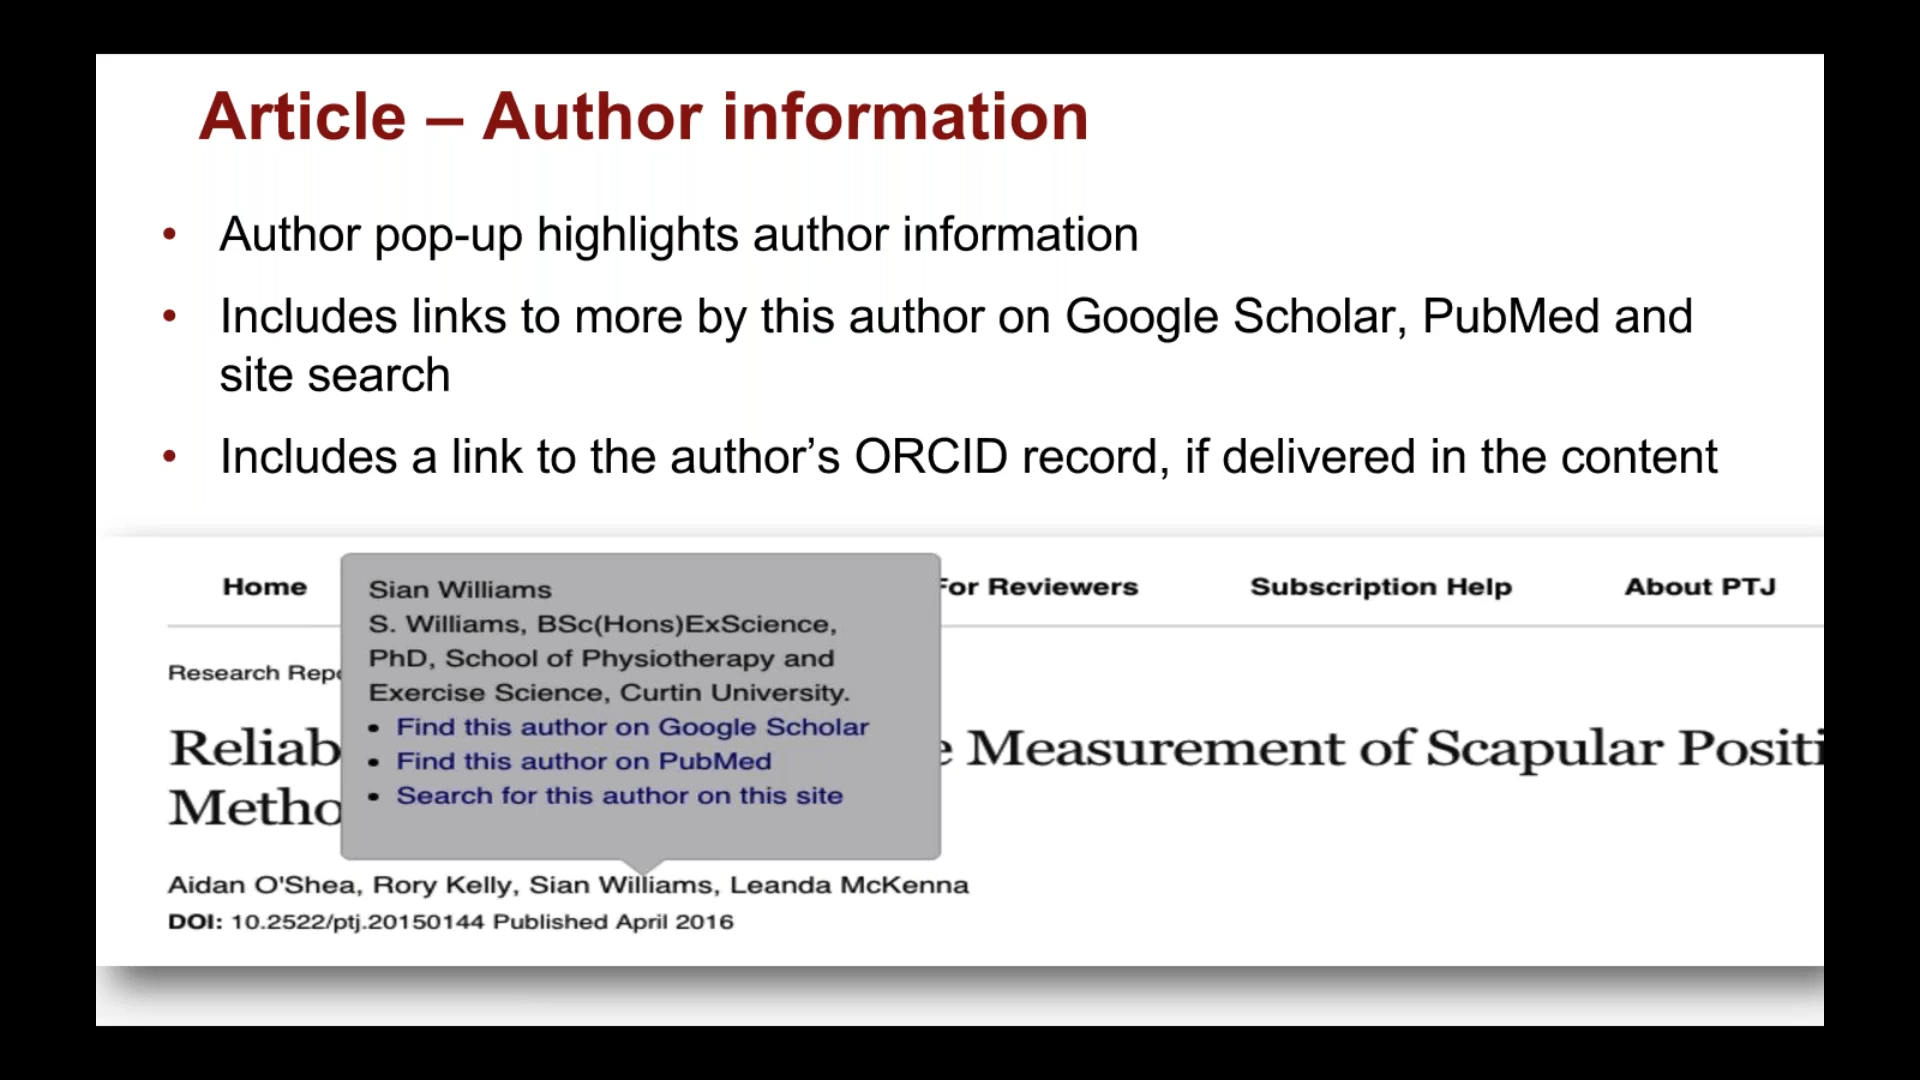 Article – Author information
• Author pop-up highlights author information
• Includes links to more by this author on Google Scholar, PubMed and
site search
• Includes a link to the author’s ORCID record, if delivered in the content
Home For Reviewers Subscription Help About PTJ
Sian Williams
S. Williams, BSc(Hons)ExScience,
PhD, School of Physiotherapy and
Exercise Science, Curtin University.
• Find this author on Google Scholar
• Find this author on PubMed
• Search for this author on this site
Research
Measurement of Scapular
Aidan O'Shea, Rory Kelly, Sian Williams, Leanda McKenna
DOI: 10.2522/ptj.20150144 Published April 2016